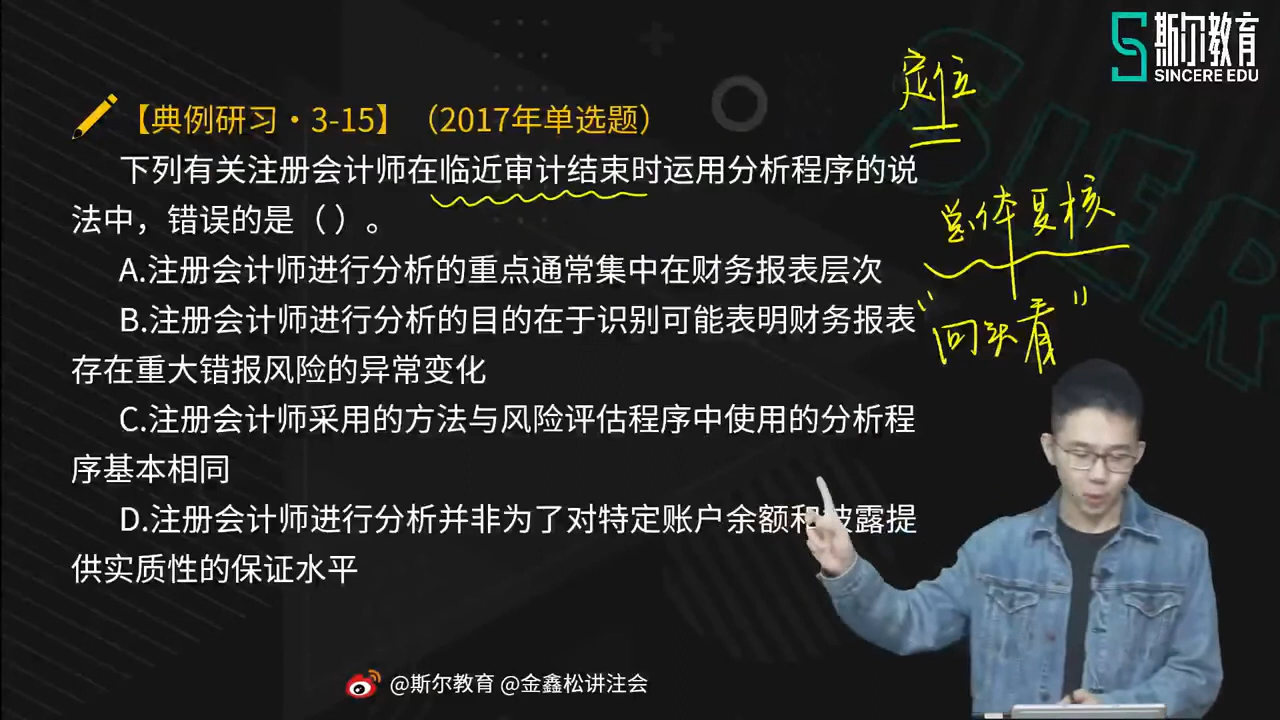 斯尔教育
SINCERE EDU
定位
【典例研习·3-15】（2017年单选题）
下列有关注册会计师在临近审计结束时运用分析程序的说
法中，错误的是（ ）。
总体复核
A.注册会计师进行分析的重点通常集中在财务报表层次
B.注册会计师进行分析的目的在于识别可能表明财务报表
存在重大错报风险的异常变化
“回头看”
C.注册会计师采用的方法与风险评估程序中使用的分析程
序基本相同
D.注册会计师进行分析并非为了对特定账户余额和披露提
供实质性的保证水平
@斯尔教育 @金鑫松讲注会